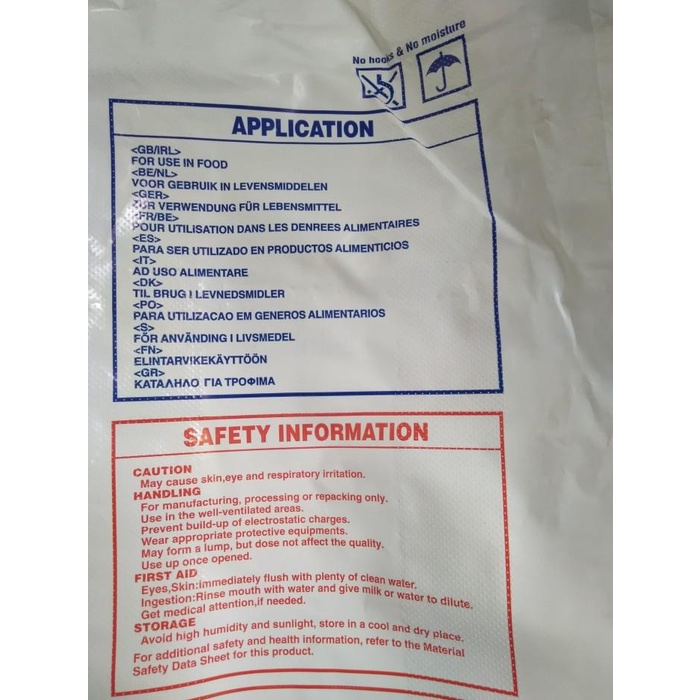 No hooks & No moisture
APPLICATION
<GB/IRL>
FOR USE IN FOOD
<BE/NL>
VOOR GEBRUIK IN LEVENSMIDDELEN
<GER>
ZUR VERWENDUNG FÜR LEBENSMITTEL
<FR/BE>
POUR UTILISATION DANS LES DENREES ALIMENTAIRES
<ES>
PARA SER UTILIZADO EN PRODUCTOS ALIMENTICIOS
<IT>
AD USO ALIMENTARE
<DK>
TIL BRUG I LEVNEDSMIDLER
<PO>
PARA UTILIZACAO EM GENEROS ALIMENTARIOS
<S>
FÖR ANVÄNDING I LIVSMEDEL
<FN>
ELINTARVIKEKÄYTTÖÖN
<GR>
ΚΑΤΑΛΗΛΟ ΓΙΑ ΤΡΟΦΙΜΑ
SAFETY INFORMATION
CAUTION
May cause skin,eye and respiratory irritation.
HANDLING
For manufacturing, processing or repacking only.
Use in the well-ventilated areas.
Prevent build-up of electrostatic charges.
Wear appropriate protective equipments.
May form a lump, but dose not affect the quality.
Use up once opened.
FIRST AID
Eyes,Skin:immediately flush with plenty of clean water.
Ingestion:Rinse mouth with water and give milk or water to dilute.
Get medical attention,if needed.
STORAGE
Avoid high humidity and sunlight, store in a cool and dry place.
For additional safety and health information, refer to the Material
Safety Data Sheet for this product.